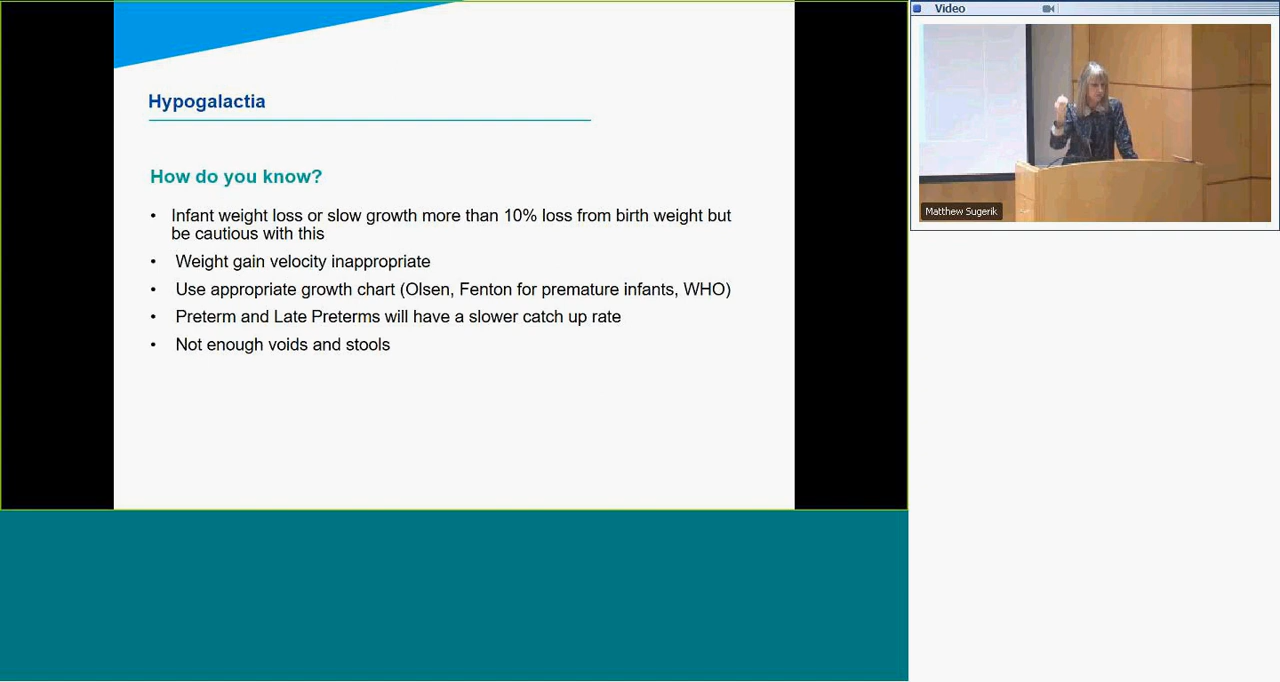 Hypogalactia
How do you know?
• Infant weight loss or slow growth more than 10% loss from birth weight but
be cautious with this
• Weight gain velocity inappropriate
• Use appropriate growth chart (Olsen, Fenton for premature infants, WHO)
• Preterm and Late Preterms will have a slower catch up rate
• Not enough voids and stools
Video
Matthew Sugerik